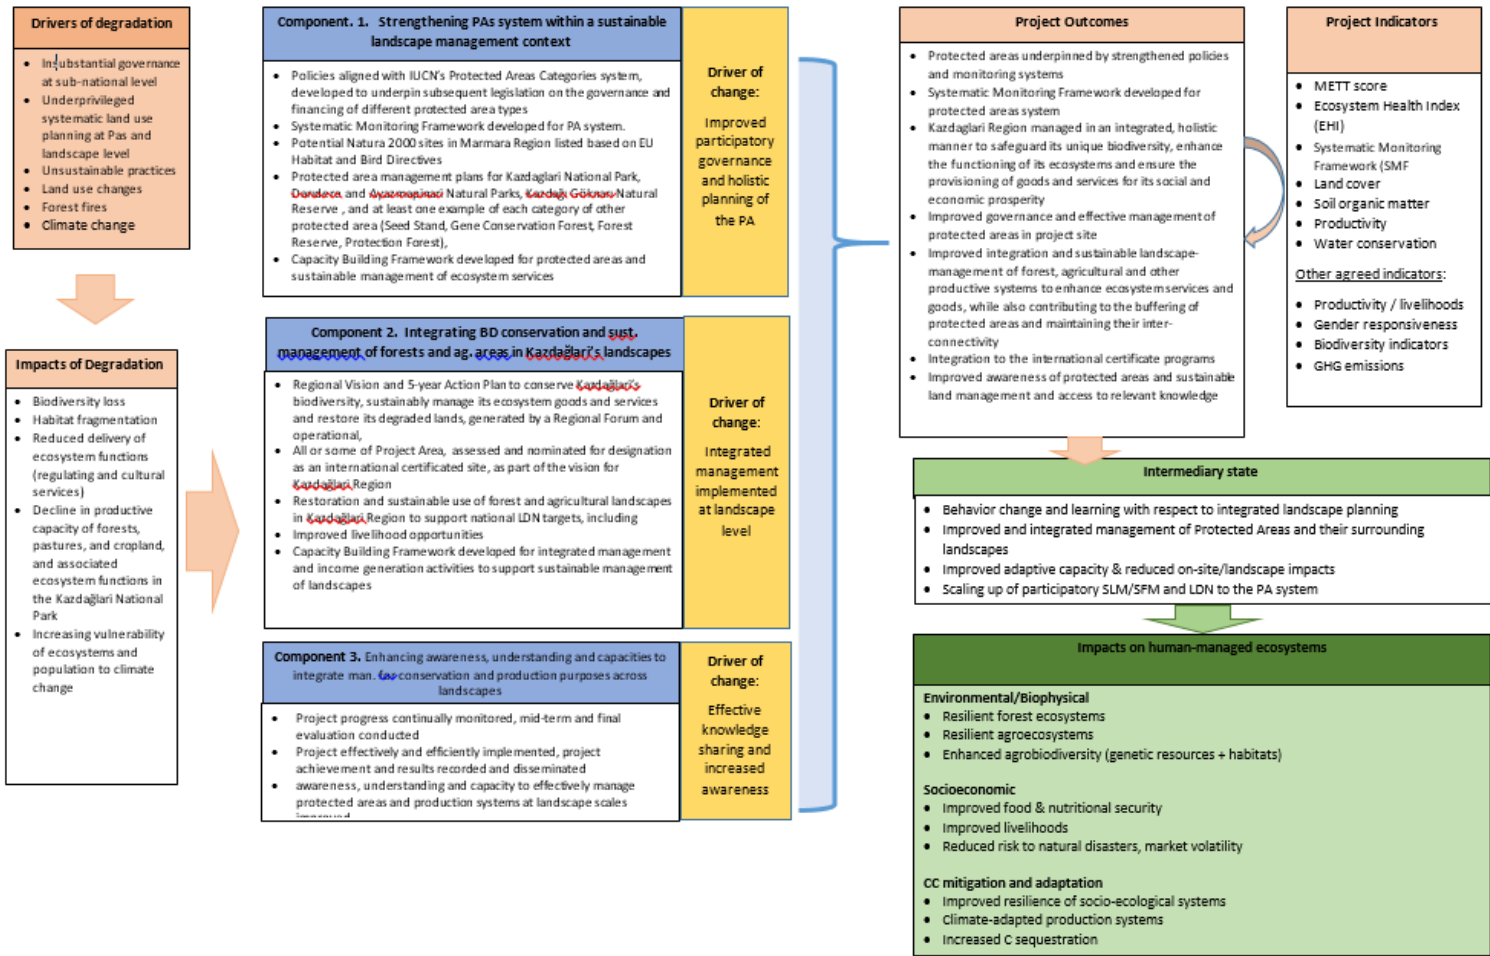 Drivers of degradation
Insubstantial governance
at sub-national level
Underprivileged
systematic land use
planning at Pas and
landscape level
Unsustainable practices
Land use changes
Forest fires
Climate change
Impacts of Degradation
Biodiversity loss
Habitat fragmentation
Reduced delivery of
ecosystem functions
(regulating and cultural
services)
Decline in productive
capacity of forests,
pastures, and cropland,
and associated
ecosystem functions in
the Kazdağlari National
Park
Increasing vulnerability
of ecosystems and
population to climate
change
Component. 1. Strengthening PAs system within a sustainable
landscape management context
Policies aligned with IUCN's Protected Areas Categories system,
developed to underpin subsequent legislation on the governance and
financing of different protected area types
Systematic Monitoring Framework developed for PA system.
Potential Natura 2000 sites in Marmara Region listed based on EU
Habitat and Bird Directives
Protected area management plans for Kazdaglari National Park,
and Ayazmapinari Natural Parks, Kazdağı Göknarı Natural
Reserve , and at least one example of each category of other
protected area (Seed Stand, Gene Conservation Forest, Forest
Reserve, Protection Forest),
Capacity Building Framework developed for protected areas and
sustainable management of ecosystem services
Driver of
change:
Improved
participatory
governance
and holistic
planning of
the PA
Component 2. Integrating BD conservation and sust.
management of forests and ag. areas in Kazdağlari's landscapes
Regional Vision and 5-year Action Plan to conserve Kazdağlari's
biodiversity, sustainably manage its ecosystem goods and services
and restore its degraded lands, generated by a Regional Forum and
operational,
All or some of Project Area, assessed and nominated for designation
as an international certificated site, as part of the vision for
Kazdağlari Region
Restoration and sustainable use of forest and agricultural landscapes
in Kazdağlari Region to support national LDN targets, including
Improved livelihood opportunities
Capacity Building Framework developed for integrated management
and income generation activities to support sustainable management
of landscapes
Driver of
change:
Integrated
management
implemented
at landscape
level
Component 3. Enhancing awareness, understanding and capacities to
integrate man. for conservation and production purposes across
landscapes
Project progress continually monitored, mid-term and final
evaluation conducted
Project effectively and efficiently implemented, project
achievement and results recorded and disseminated
awareness, understanding and capacity to effectively manage
protected areas and production systems at landscape scales
improved
Driver of
change:
Effective
knowledge
sharing and
increased
awareness
Project Outcomes
Protected areas underpinned by strengthened policies
and monitoring systems
Systematic Monitoring Framework developed for
protected areas system
Kazdaglari Region managed in an integrated, holistic
manner to safeguard its unique biodiversity, enhance
the functioning of its ecosystems and ensure the
provisioning of goods and services for its social and
economic prosperity
Improved governance and effective management of
protected areas in project site
Improved integration and sustainable landscape-
management of forest, agricultural and other
productive systems to enhance ecosystem services and
goods, while also contributing to the buffering of
protected areas and maintaining their inter-
connectivity
Integration to the international certificate programs
Improved awareness of protected areas and sustainable
land management and access to relevant knowledge
Project Indicators
METT score
Ecosystem Health Index
(EHI)
Systematic Monitoring
Framework (SMF
Land cover
Soil organic matter
Productivity
Water conservation
Other agreed indicators:
Productivity / livelihoods
Gender responsiveness
Biodiversity indicators
GHG emissions
Intermediary state
Behavior change and learning with respect to integrated landscape planning
Improved and integrated management of Protected Areas and their surrounding
landscapes
Improved adaptive capacity & reduced on-site/landscape impacts
Scaling up of participatory SLM/SFM and LDN to the PA system
Impacts on human-managed ecosystems
Environmental/Biophysical
Resilient forest ecosystems
Resilient agroecosystems
Enhanced agrobiodiversity (genetic resources + habitats)
Socioeconomic
Improved food & nutritional security
Improved livelihoods
Reduced risk to natural disasters, market volatility
CC mitigation and adaptation
Improved resilience of socio-ecological systems
Climate-adapted production systems
Increased C sequestration